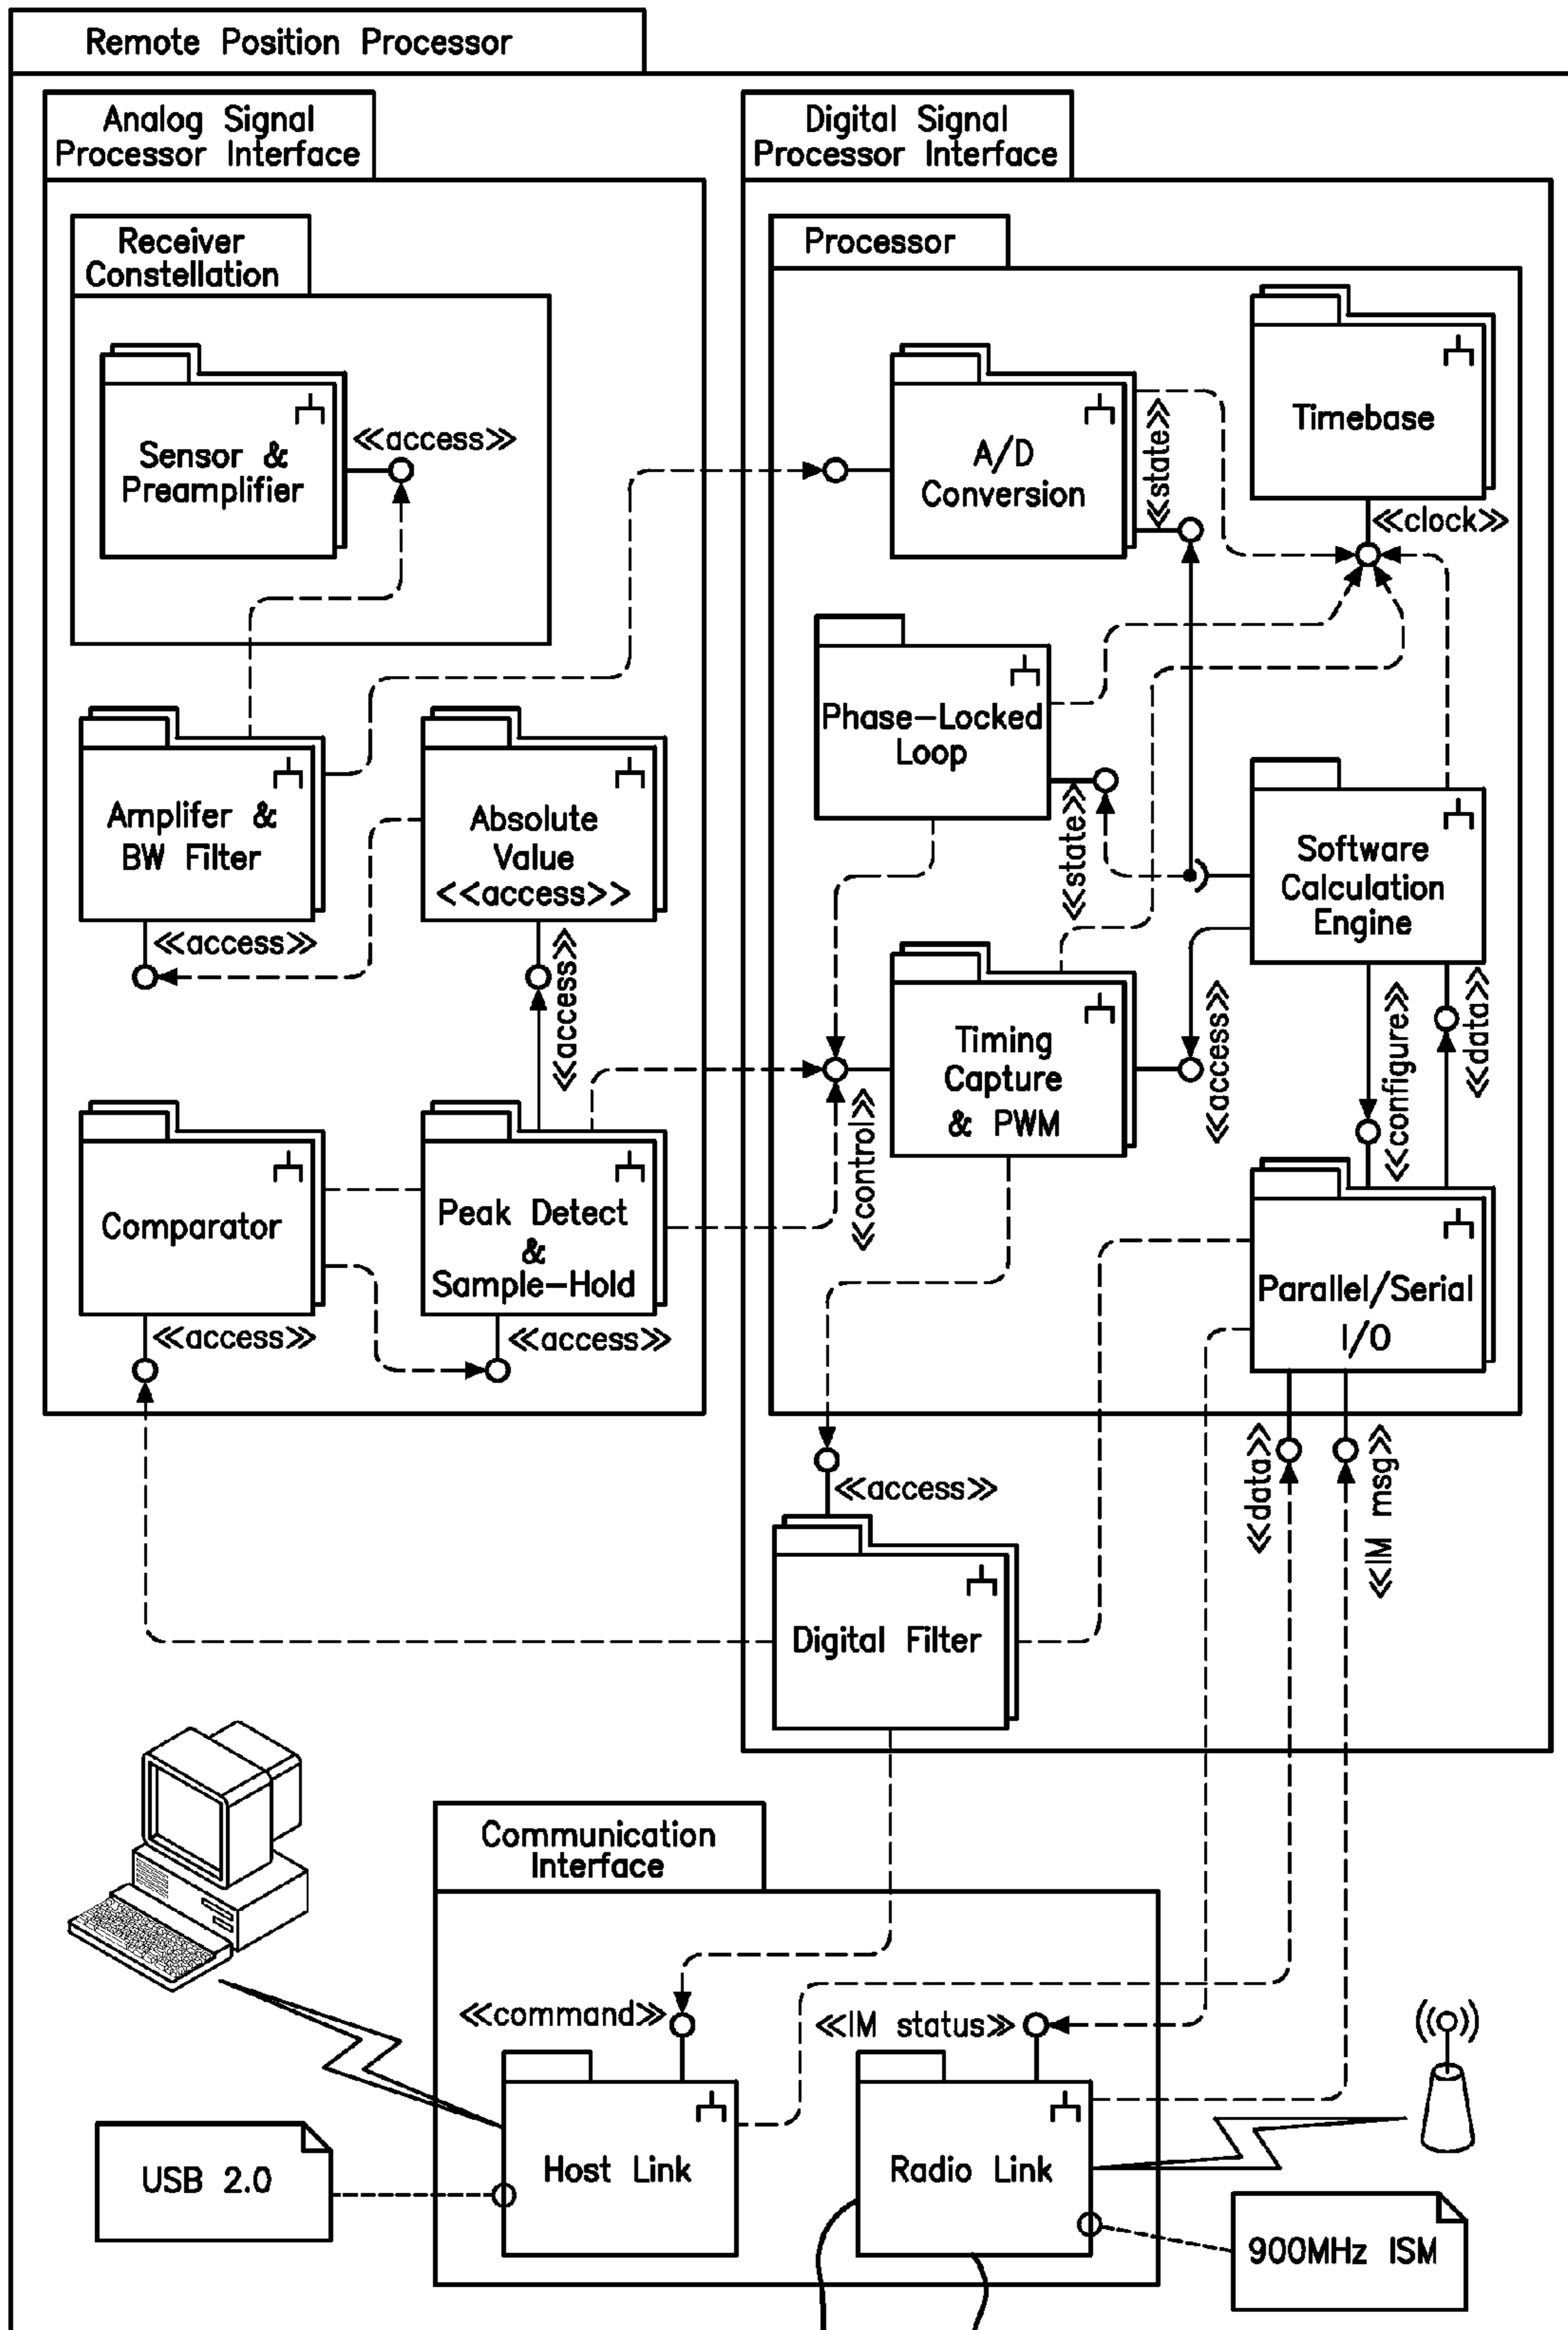 Remote Position Processor
Analog Signal
Processor Interface
Receiver
Constellation
Sensor &
Preamplifier
<<access>>
Amplifer &
BW Filter
<<access>>
Absolute
Value
<<access>>
<<access>>
Comparator
<<access>>
Peak Detect
&
Sample-Hold
<<access>>
Digital Signal
Processor Interface
Processor
A/D
Conversion
<<state>>
Timebase
<<clock>>
Phase-Locked
Loop
<<state>>
Software
Calculation
Engine
<<configure>>
<<data>>
Timing
Capture
& PWM
<<access>>
<<control>>
Parallel/Serial
I/O
<<data>>
<<IM msg>>
<<access>>
Digital Filter
Communication
Interface
<<command>>
<<IM status>>
Host Link
Radio Link
USB 2.0
900MHz ISM